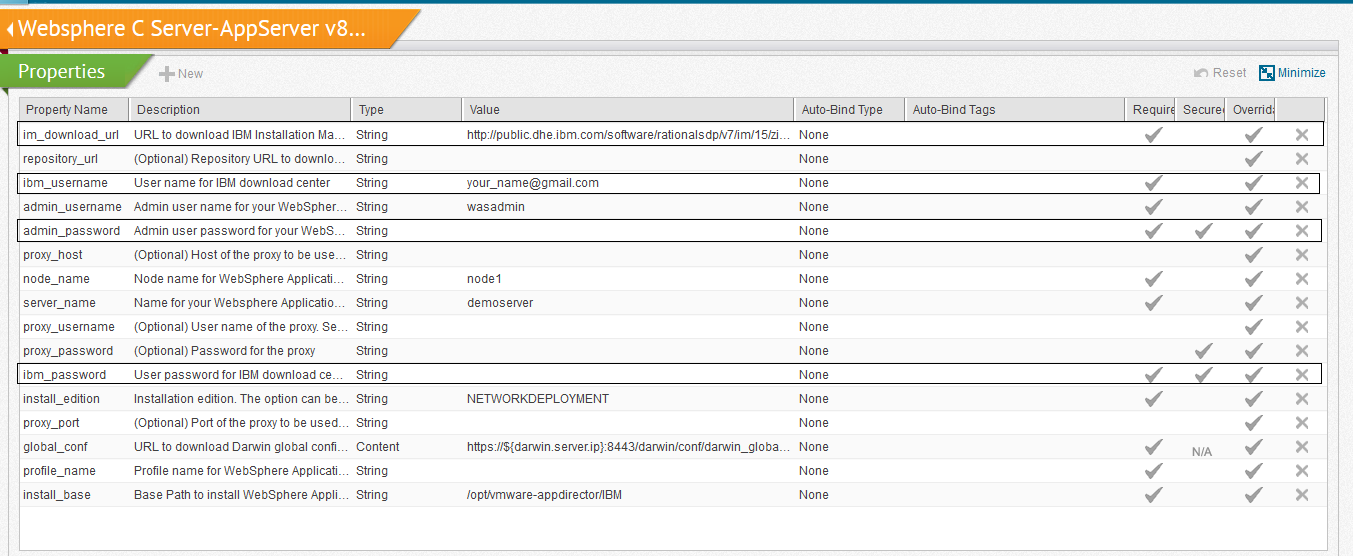 Websphere C Server-AppServer v8...
Properties New Reset Minimize
Property Name Description Type Value Auto-Bind Type Auto-Bind Tags Require Secure Overrida
im_download_url URL to download IBM Installation Ma... String http://public.dhe.ibm.com/software/rationalsdp/v7/im/15/zi... None
repository_url (Optional) Repository URL to downlo... String None
ibm_username User name for IBM download center String your_name@gmail.com None
admin_username Admin user name for your WebSpher... String wasadmin None
admin_password Admin user password for your WebS... String None
proxy_host (Optional) Host of the proxy to be use... String None
node_name Node name for WebSphere Applicati... String node1 None
server_name Name for your Websphere Applicatio... String demoserver None
proxy_username (Optional) User name of the proxy. Se... String None
proxy_password (Optional) Password for the proxy String None
ibm_password User password for IBM download ce... String None
install_edition Installation edition. The option can be... String NETWORKDEPLOYMENT None
proxy_port (Optional) Port of the proxy to be used... String None
global_conf URL to download Darwin global confi... Content https://${darwin.server.ip}:8443/darwin/conf/darwin_globa... None N/A
profile_name Profile name for WebSphere Applicati... String None
install_base Base Path to install WebSphere Appli... String /opt/vmware-appdirector/IBM None